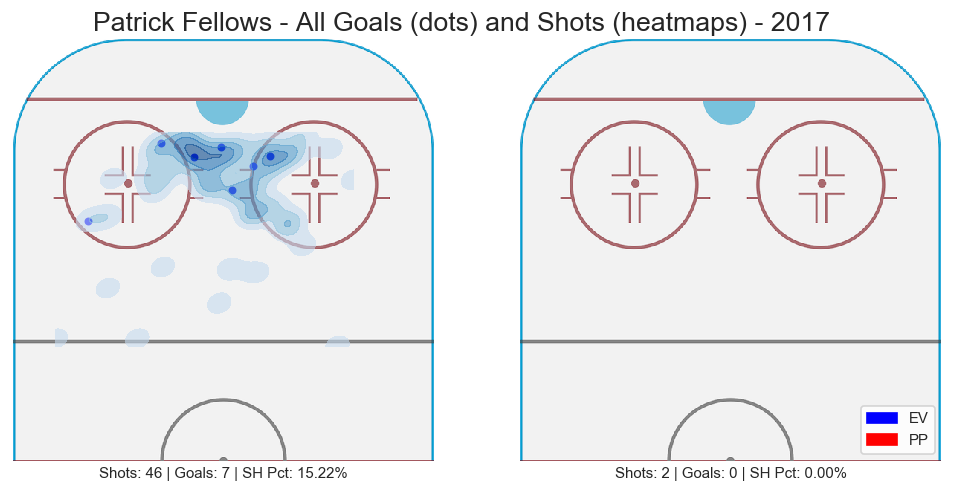 Patrick Fellows - All Goals (dots) and Shots (heatmaps) - 2017
EV
PP
Shots: 46 | Goals: 7 | SH Pct: 15.22%
Shots: 2 | Goals: 0 | SH Pct: 0.00%